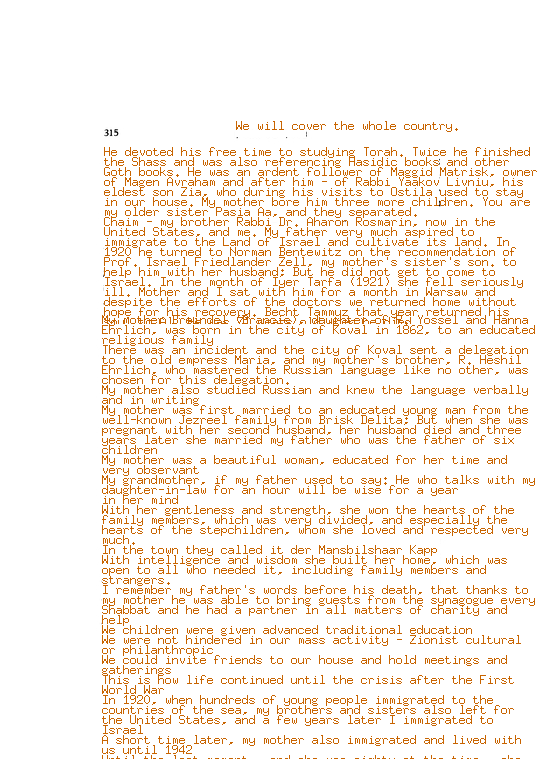 We will cover the whole country.
315
He devoted his free time to studying Torah. Twice he finished
the Shass and was also referencing Hasidic books and other
Goth books. He was an ardent follower of Maggid Matrisk, owner
of Magen Avraham and after him - of Rabbi Yaakov Livniu, his
eldest son Zia, who during his visits to Ustila used to stay
in our house. My mother bore him three more children. You are
my older sister Pasia Aa, and they separated.
Chaim - my brother Rabbi Dr. Aharon Rosmarin, now in the
United States, and me. My father very much aspired to
immigrate to the Land of Israel and cultivate its land. In
1920 he turned to Norman Bentewitz on the recommendation of
Prof. Israel Friedlander Zell, my mother's sister's son, to
help him with her husband; But he did not get to come to
Israel. In the month of Iyer Tarfa (1921) she fell seriously
ill. Mother and I sat with him for a month in Warsaw and
despite the efforts of the doctors we returned home without
hope for his recovery. Becht Tammuz that year returned his
My mother Breundel (Brancie), daughter of Yossel and Hanna
Ehrlich, was born in the city of Koval in 1862, to an educated
religious family
There was an incident and the city of Koval sent a delegation
to the old empress Maria, and my mother's brother, R. Heshil
Ehrlich, who mastered the Russian language like no other, was
chosen for this delegation.
My mother also studied Russian and knew the language verbally
and in writing
My mother was first married to an educated young man from the
well-known Jezreel family from Brisk Delita; But when she was
pregnant with her second husband, her husband died and three
years later she married my father who was the father of six
children
My mother was a beautiful woman, educated for her time and
very observant
My grandmother, if my father used to say: He who talks with my
daughter-in-law for an hour will be wise for a year
in her mind
With her gentleness and strength, she won the hearts of the
family members, which was very divided, and especially the
hearts of the stepchildren, whom she loved and respected very
much.
In the town they called it der Mansbilshaar Kapp
With intelligence and wisdom she built her home, which was
open to all who needed it, including family members and
strangers.
I remember my father's words before his death, that thanks to
my mother he was able to bring guests from the synagogue every
Shabbat and he had a partner in all matters of charity and
help
We children were given advanced traditional education
We were not hindered in our mass activity - Zionist cultural
or philanthropic
We could invite friends to our house and hold meetings and
gatherings
This is how life continued until the crisis after the First
World War
In 1920, when hundreds of young people immigrated to the
countries of the sea, my brothers and sisters also left for
the United States, and a few years later I immigrated to
Israel
A short time later, my mother also immigrated and lived with
us until 1942